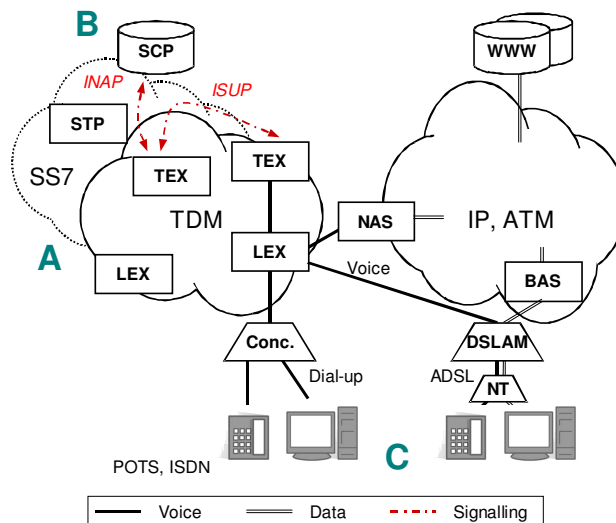 B
SCP
WWW
INAP
ISUP
STP
TEX
TEX
SS7
TDM
NAS
IP, ATM
A
LEX
LEX
Voice
BAS
Conc.
DSLAM
Dial-up
ADSL
NT
C
POTS, ISDN
Voice
Data
Signalling